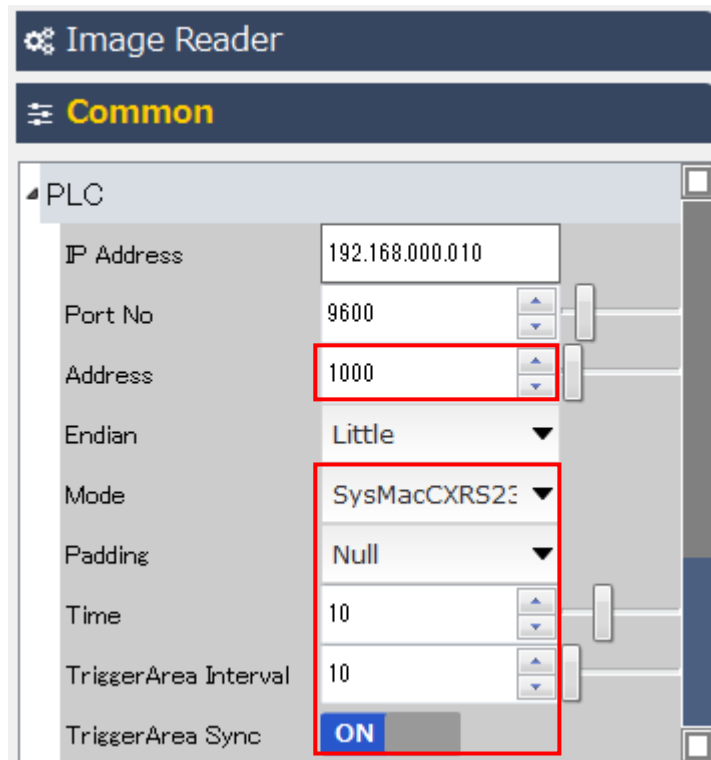 Image Reader
Common
PLC
IP Address 192.168.000.010
Port No 9600
Address 1000
Endian Little
Mode SysMacCXRS23
Padding Null
Time 10
TriggerArea Interval 10
TriggerArea Sync ON